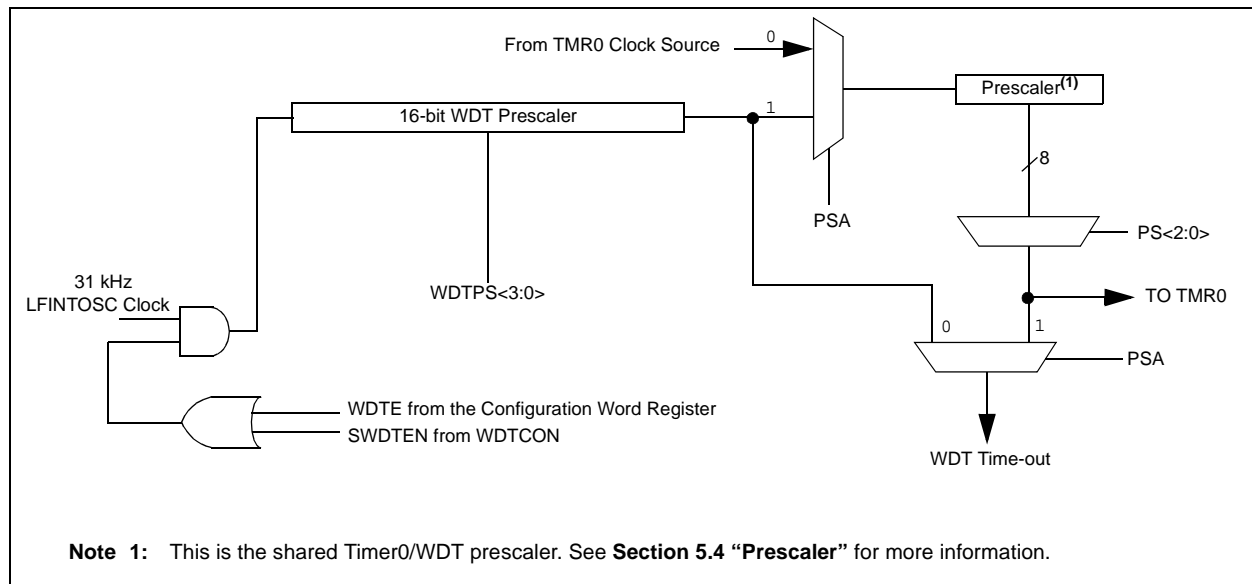 From TMR0 Clock Source
0
Prescaler(1)
16-bit WDT Prescaler
1
8
PSA
PS<2:0>
31 kHz
LFINTOSC Clock
WDTPS<3:0>
TO TMR0
0
1
PSA
WDTE from the Configuration Word Register
SWDTEN from WDTCON
WDT Time-out
Note 1: This is the shared Timer0/WDT prescaler. See Section 5.4 “Prescaler” for more information.